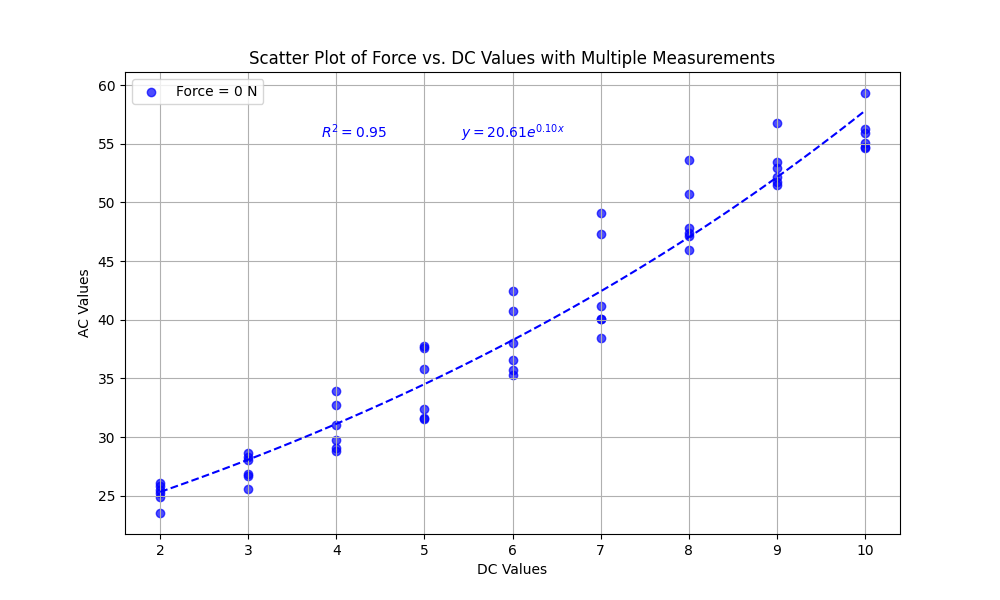 Scatter Plot of Force vs. DC Values with Multiple Measurements
Force = 0 N
R² = 0.95
y = 20.61e^{0.10x}
AC Values
60
55
50
45
40
35
30
25
2 3 4 5 6 7 8 9 10
DC Values